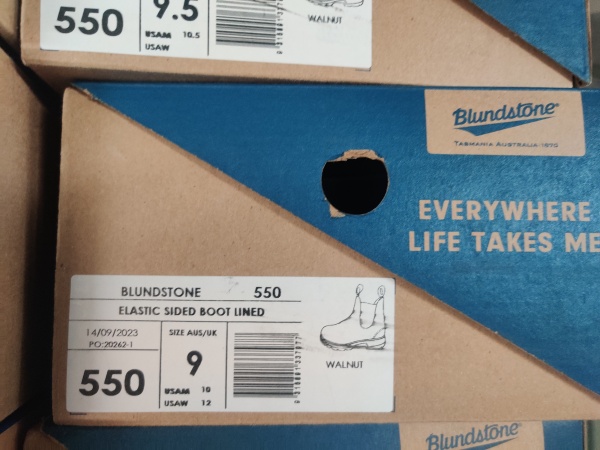 550
9.5
USAM 10.5
USAW
WALNUT
Blundstone
TASMANIA AUSTRALIA·1870
EVERYWHERE
LIFE TAKES ME
BLUNDSTONE 550
ELASTIC SIDED BOOT LINED
14/09/2023
PO:20262-1
SIZE AUS/UK
9
550
USAM 10
USAW 12
WALNUT
Blundstone